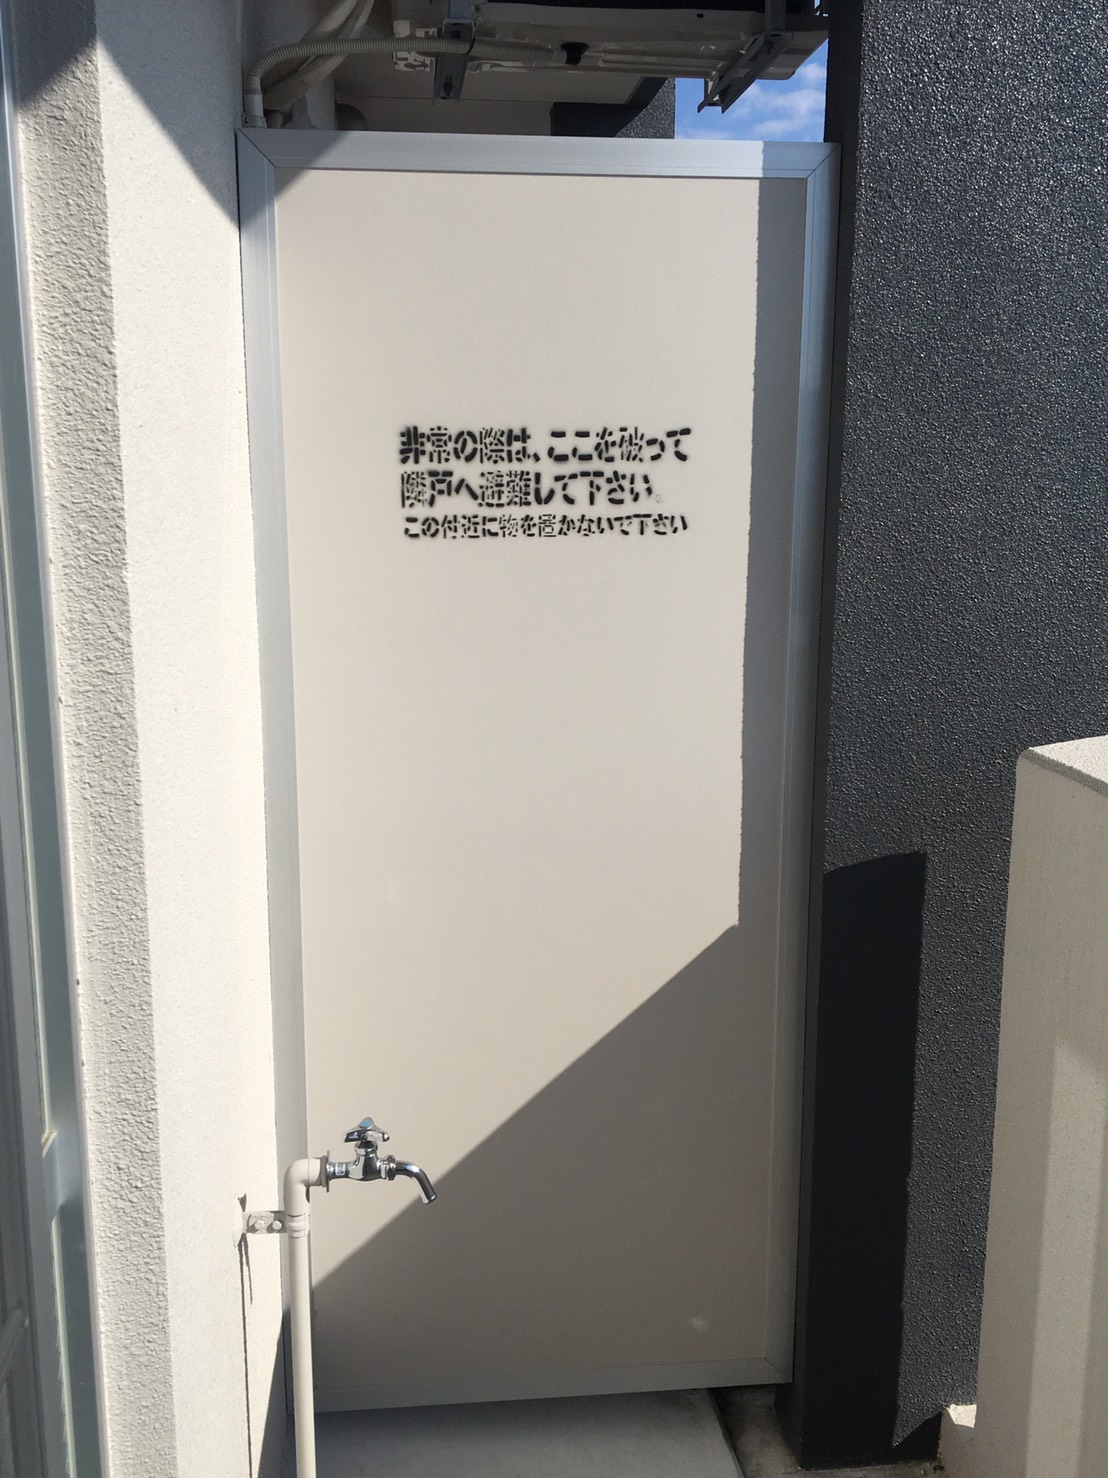 非常の際は、ここを破って
隣戸へ避難して下さい。
この付近に物を置かないで下さい